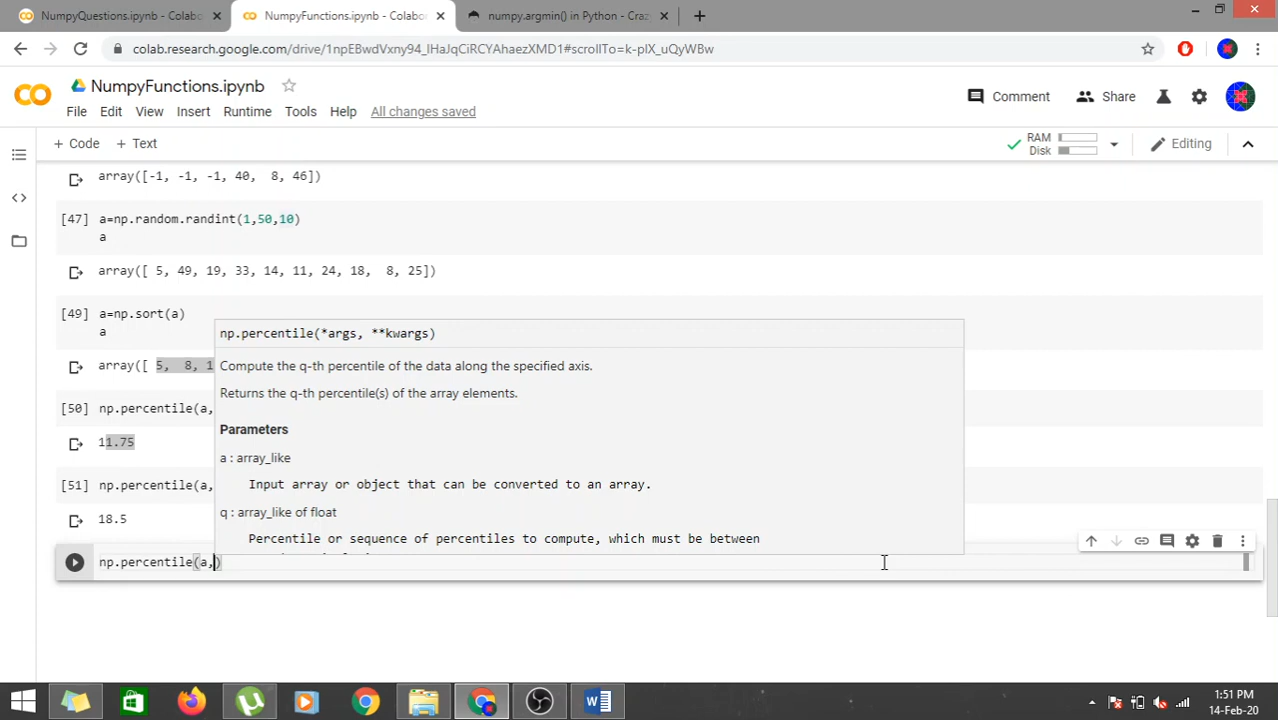 NumpyQuestions.ipynb - Colabo
NumpyFunctions.ipynb - Colabo
numpy.argmin() in Python - Craz
colab.research.google.com/drive/1npEBwdVxny94_lHaJqCiRCYAhaezXMD1#scrollTo=k-pIX_uQyWBw
NumpyFunctions.ipynb
Comment
Share
File Edit View Insert Runtime Tools Help All changes saved
+ Code + Text
RAM
Disk
Editing
array([-1, -1, -1, 40, 8, 46])
[47] a=np.random.randint(1,50,10)
a
array([ 5, 49, 19, 33, 14, 11, 24, 18, 8, 25])
[49] a=np.sort(a)
a
array([ 5, 8, 1
[50] np.percentile(a,
11.75
[51] np.percentile(a,
18.5
np.percentile(*args, **kwargs)
Compute the q-th percentile of the data along the specified axis.
Returns the q-th percentile(s) of the array elements.
Parameters
a : array_like
Input array or object that can be converted to an array.
q : array_like of float
Percentile or sequence of percentiles to compute, which must be between
np.percentile(a,)
1:51 PM
14-Feb-20